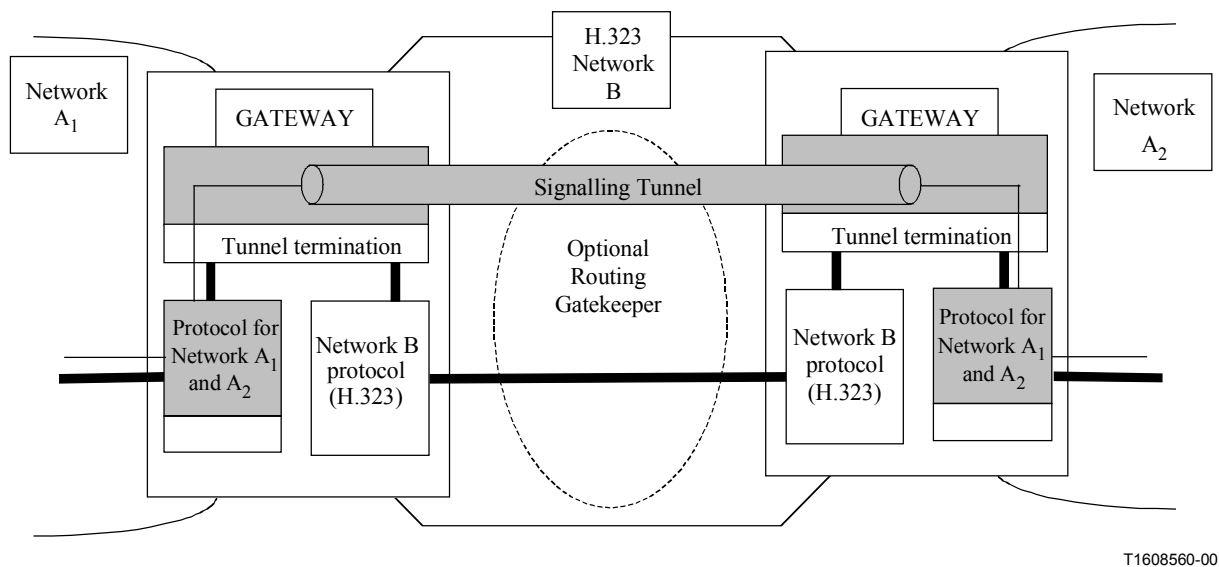 Network
A1
GATEWAY
H.323
Network
B
GATEWAY
Network
A2
Signalling Tunnel
Tunnel termination
Tunnel termination
Optional
Routing
Gatekeeper
Protocol for
Network A1
and A2
Network B
protocol
(H.323)
Network B
protocol
(H.323)
Protocol for
Network A1
and A2
T1608560-00